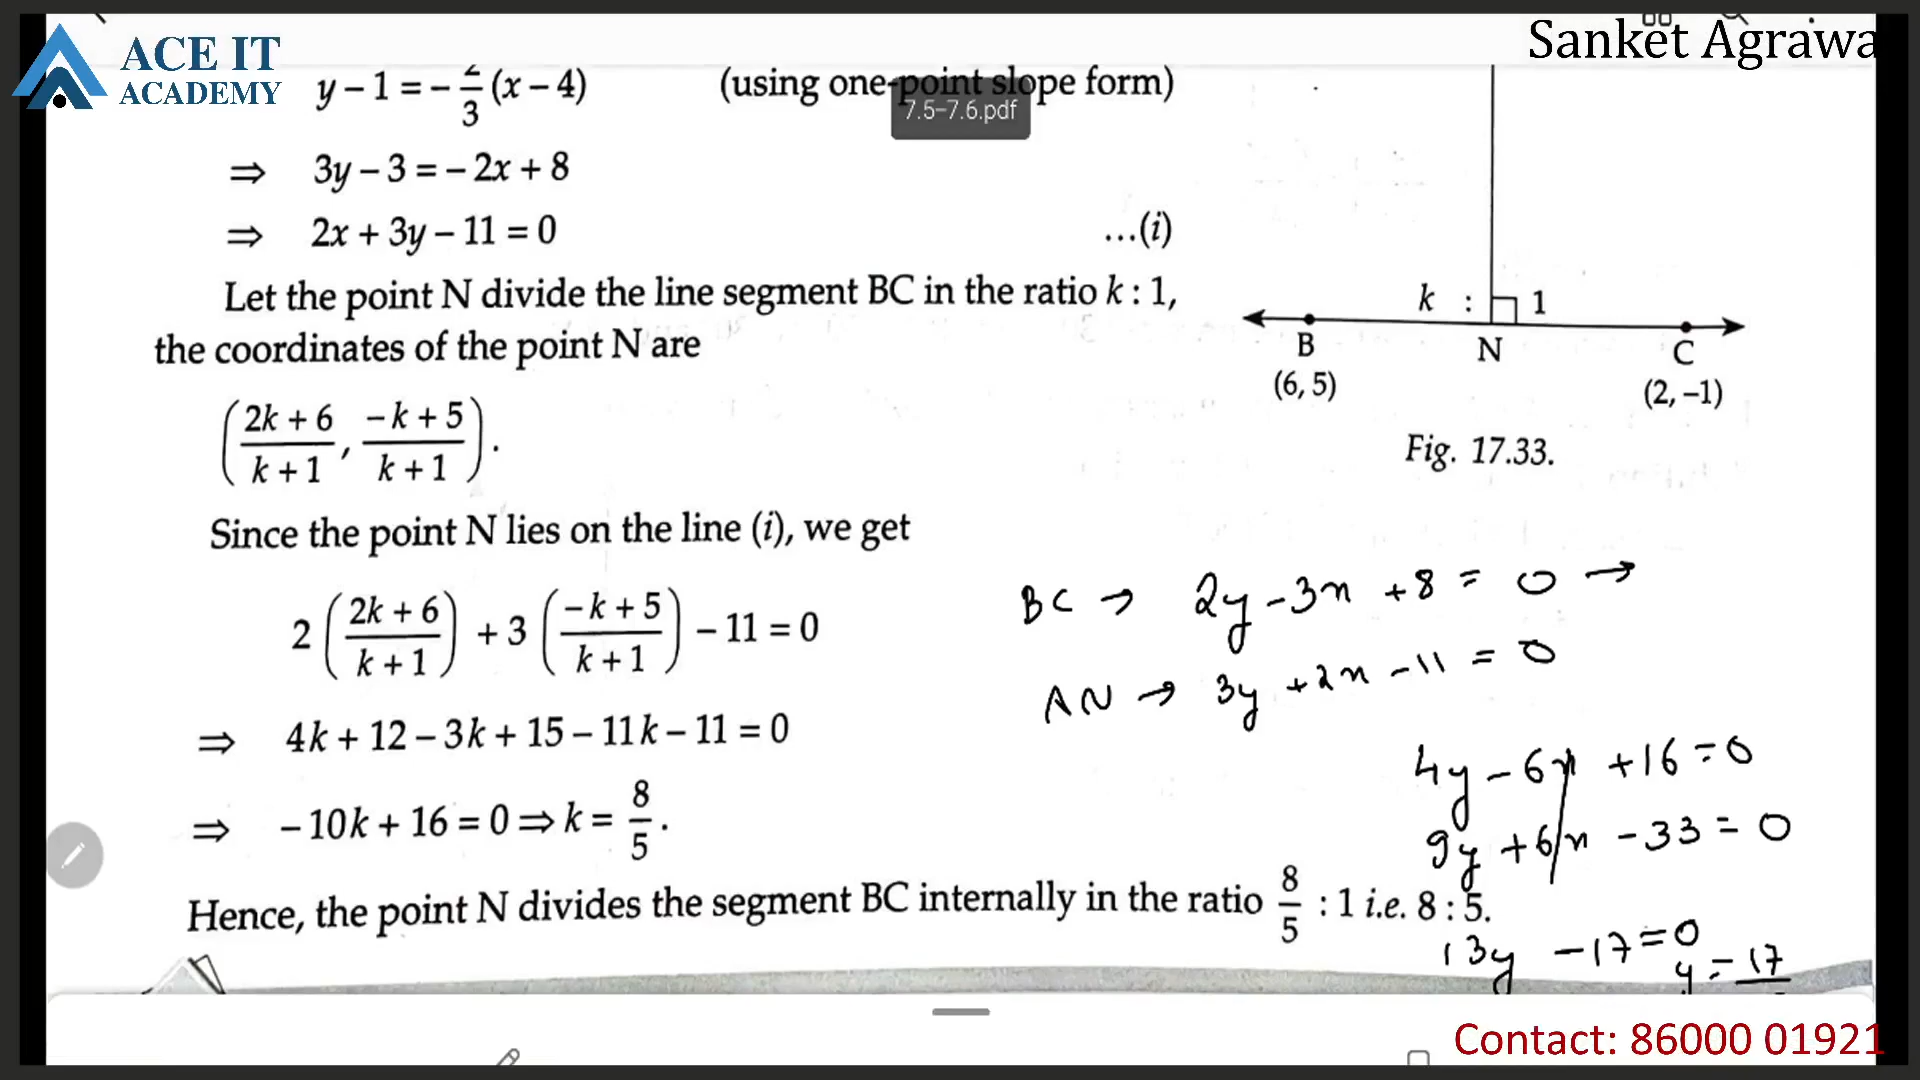 ACE IT
ACADEMY
Sanket Agrawa
y – 1 = – 2/3 (x – 4) (using one-point slope form)
7.5–7.6.pdf
⇒ 3y – 3 = – 2x + 8
⇒ 2x + 3y – 11 = 0 ...(i)
Let the point N divide the line segment BC in the ratio k : 1,
the coordinates of the point N are
((2k + 6)/(k + 1), (– k + 5)/(k + 1)).
k : 1
B N C
(6, 5) (2, –1)
Fig. 17.33.
Since the point N lies on the line (i), we get
2((2k + 6)/(k + 1)) + 3((– k + 5)/(k + 1)) – 11 = 0
⇒ 4k + 12 – 3k + 15 – 11k – 11 = 0
⇒ – 10k + 16 = 0 ⇒ k = 8/5.
Hence, the point N divides the segment BC internally in the ratio 8/5 : 1 i.e. 8 : 5.
BC → 2y – 3x + 8 = 0 →
AN → 3y + 2x – 11 = 0
4y – 6x + 16 = 0
9y + 6x – 33 = 0
13y – 17 = 0
y = 17
Contact: 86000 01921